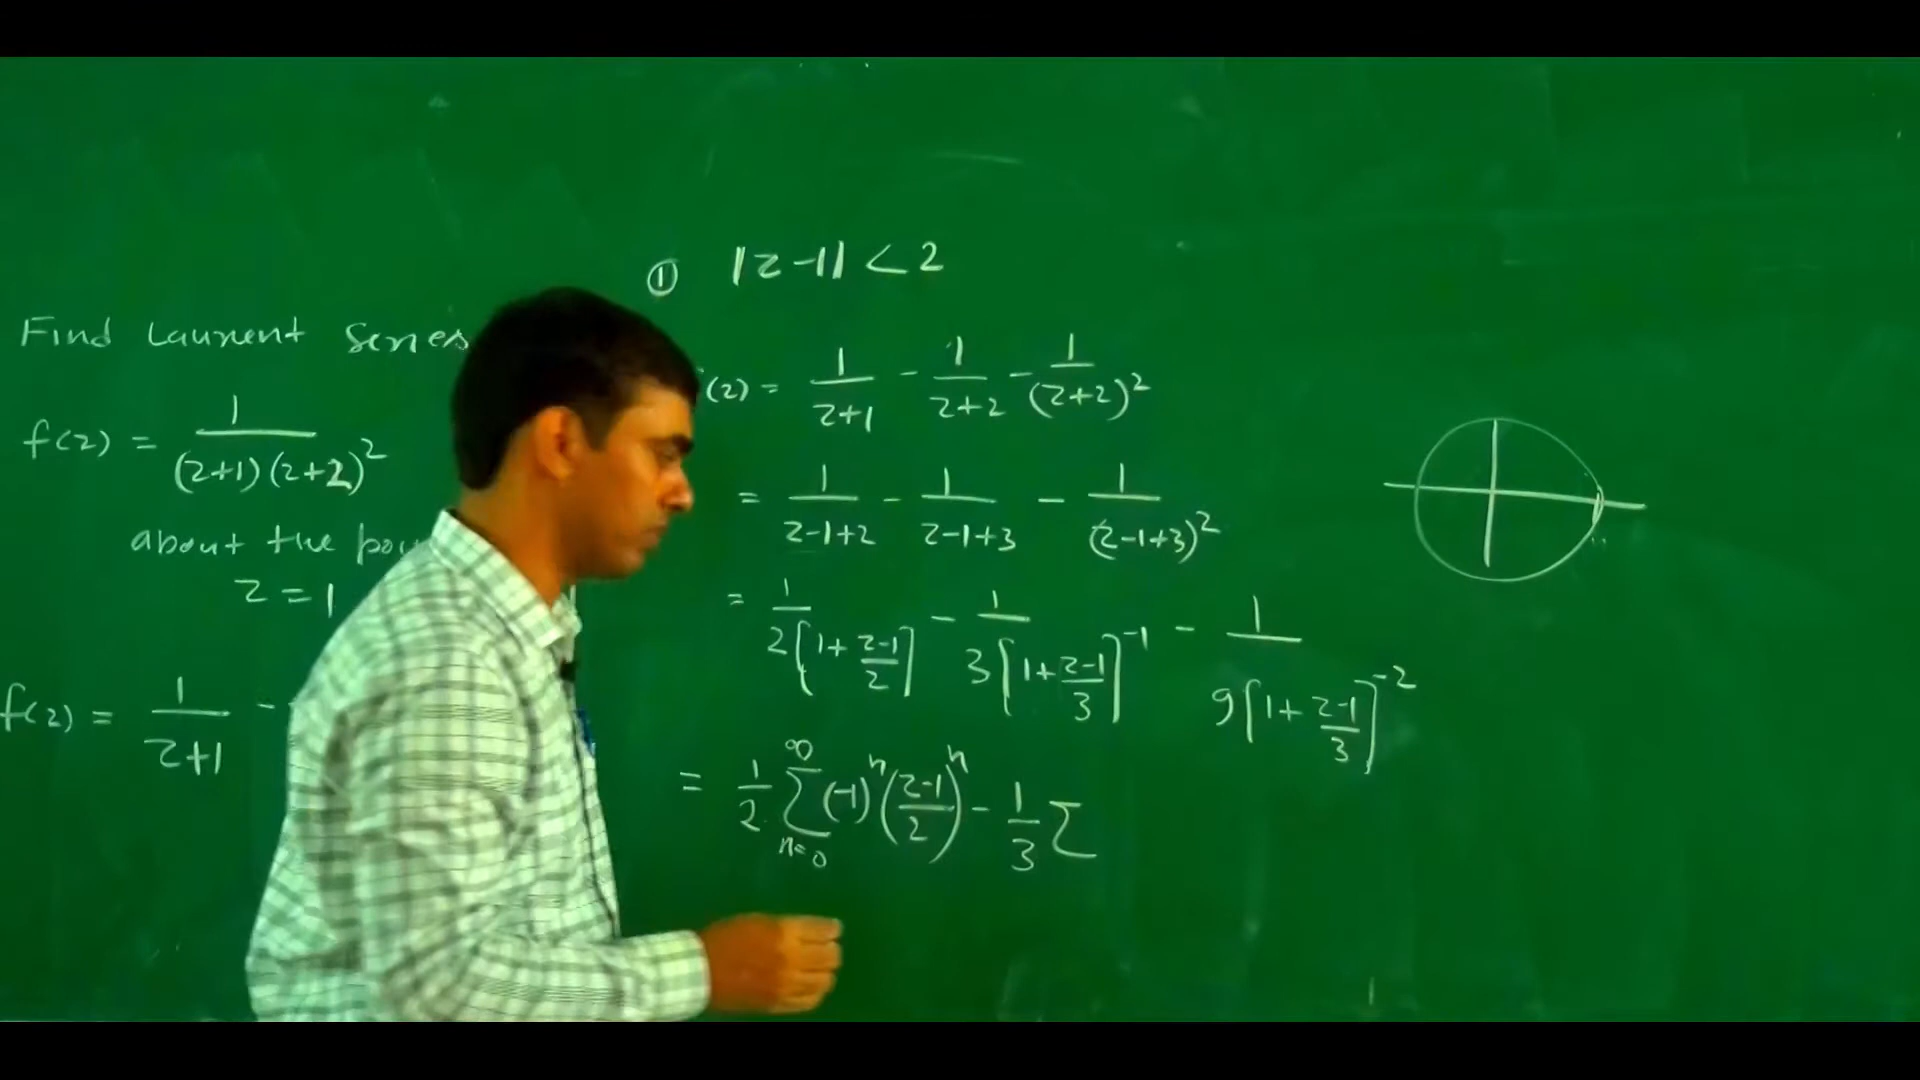 Find Laurent series
f(z) = 1/(z+1)(z+2)²
about the
z = 1
f(z) = 1/z+1 -
① |z-1| < 2
(z) = 1/z+1 - 1/z+2 - 1/(z+2)²
= 1/z-1+2 - 1/z-1+3 - 1/(z-1+3)²
= 1/2[1+z-1/2] - 1/3[1+z-1/3]⁻¹ - 1/9[1+z-1/3]⁻²
= 1/2 ∞∑n=0 (-1)ⁿ(z-1/2)ⁿ - 1/3 ∑